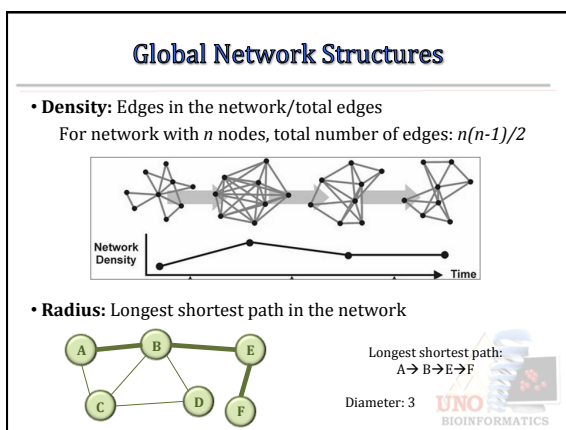 Global Network Structures
• Density: Edges in the network/total edges
For network with n nodes, total number of edges: n(n-1)/2
Network
Density
Time
• Radius: Longest shortest path in the network
A
B
E
C
D
F
Longest shortest path:
A→ B→E→F
Diameter: 3
UNO
BIOINFORMATICS